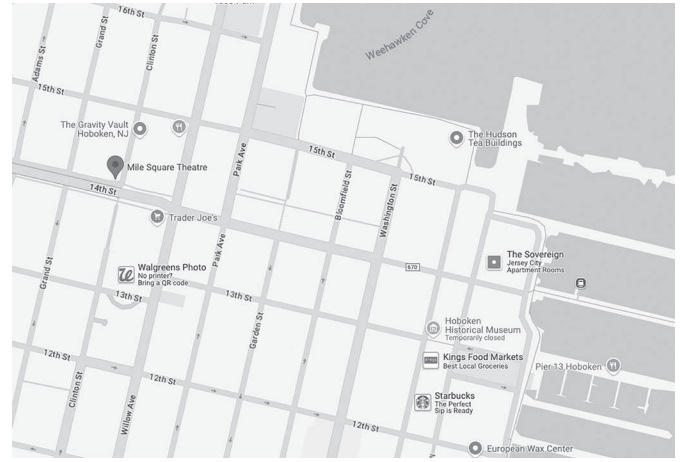 16th St
Adams St
Grand St
Clinton St
Weehawken Cove
15th St
The Gravity Vault
Hoboken, NJ
Park Ave
15th St
The Hudson
Tea Buildings
Mile Square Theatre
14th St
Bloomfield St
Washington St
15th St
Trader Joe's
Park Ave
670
The Sovereign
Jersey City
Apartment Rooms
Walgreens Photo
No printer?
Bring a QR code
Grand St
13th St
13th St
Garden St
Hoboken
Historical Museum
Temporarily closed
12th St
Kings Food Markets
Best Local Groceries
Pier 13 Hoboken
12th St
Clinton St
Willow Ave
Starbucks
The Perfect
Sip is Ready
12th St
European Wax Center